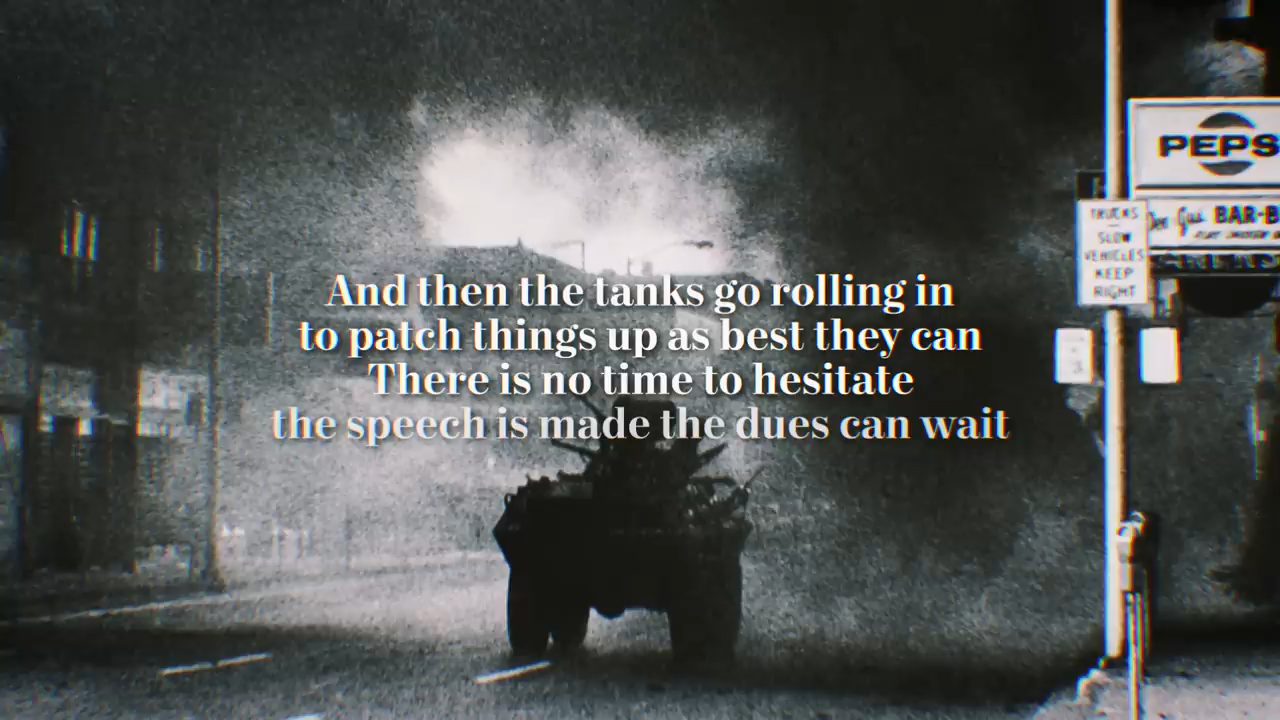 And then the tanks go rolling in
to patch things up as best they can
There is no time to hesitate
the speech is made the dues can wait
PEPS
TRUCKS
SLOW
VEHICLES
KEEP
RIGHT
BAR-B